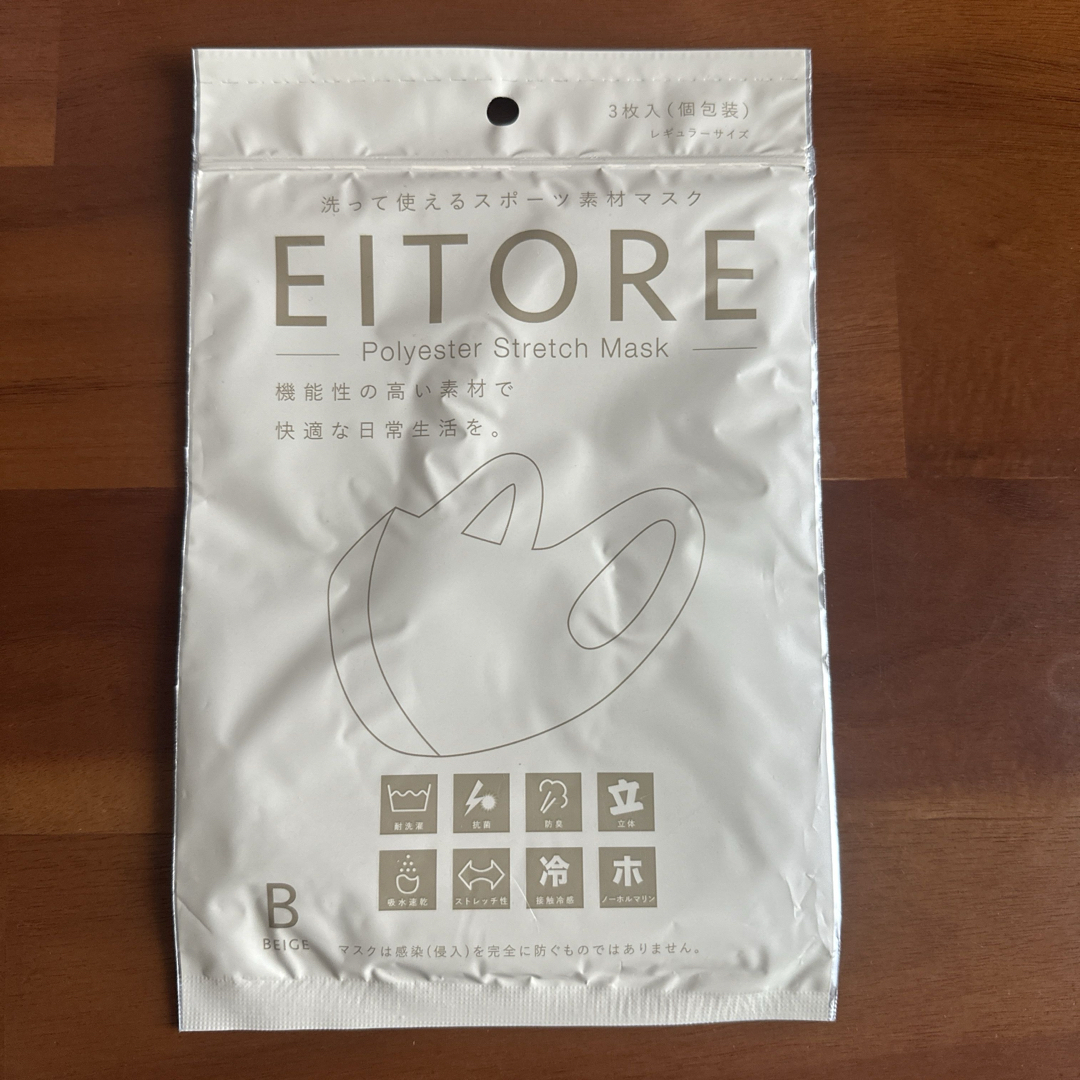 3枚入(個包装)
レギュラーサイズ
洗って使えるスポーツ素材マスク
EITORE
Polyester Stretch Mask
機能性の高い素材で
快適な日常生活を。
耐洗濯
抗菌
防臭
立
立体
吸水速乾
ストレッチ性
冷
接触冷感
ホ
ノーホルマリン
B
BEIGE
マスクは感染(侵入)を完全に防ぐものではありません。